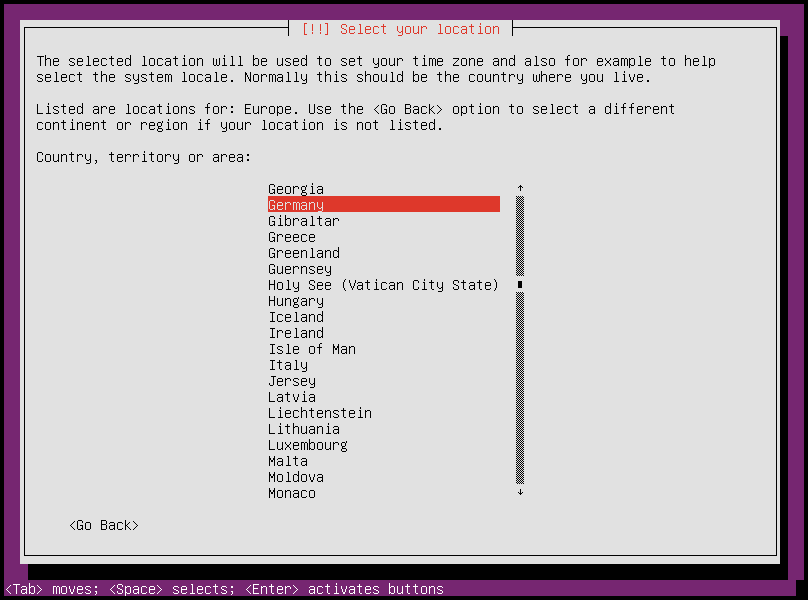 [!!] Select your location
The selected location will be used to set your time zone and also for example to help
select the system locale. Normally this should be the country where you live.
Listed are locations for: Europe. Use the <Go Back> option to select a different
continent or region if your location is not listed.
Country, territory or area:
Georgia
Germany
Gibraltar
Greece
Greenland
Guernsey
Holy See (Vatican City State)
Hungary
Iceland
Ireland
Isle of Man
Italy
Jersey
Latvia
Liechtenstein
Lithuania
Luxembourg
Malta
Moldova
Monaco
<Go Back>
<Tab> moves; <Space> selects; <Enter> activates buttons